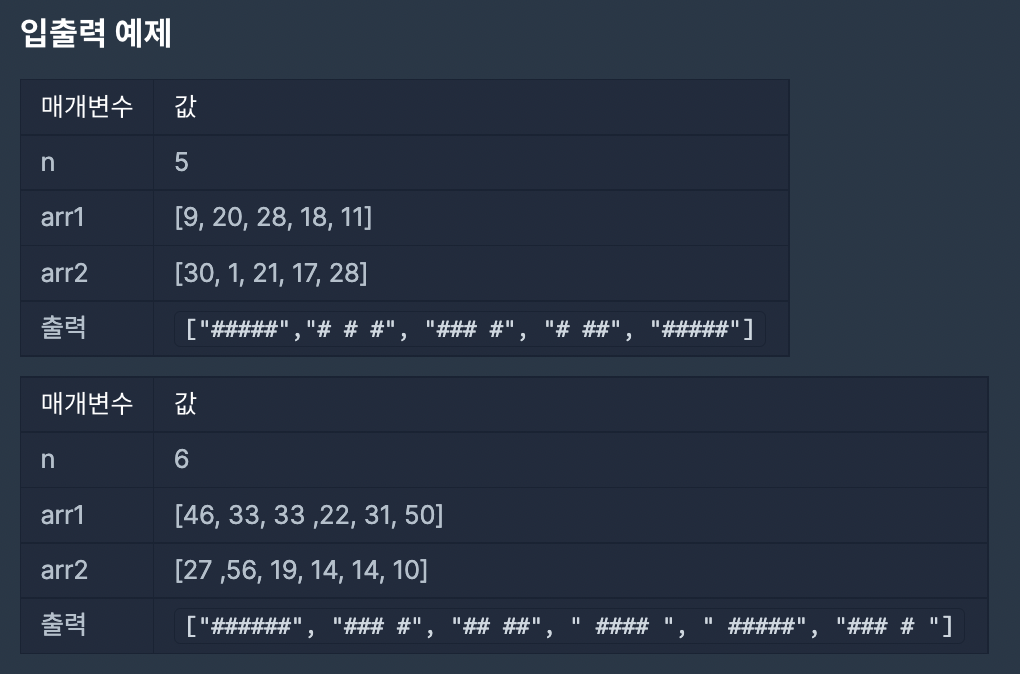 입출력 예제
매개변수 값
n 5
arr1 [9, 20, 28, 18, 11]
arr2 [30, 1, 21, 17, 28]
출력 ["#####","# # #", "### #", "# ##", "#####"]
매개변수 값
n 6
arr1 [46, 33, 33 ,22, 31, 50]
arr2 [27 ,56, 19, 14, 14, 10]
출력 ["######", "### #", "## ##", " #### ", " #####", "### # "]